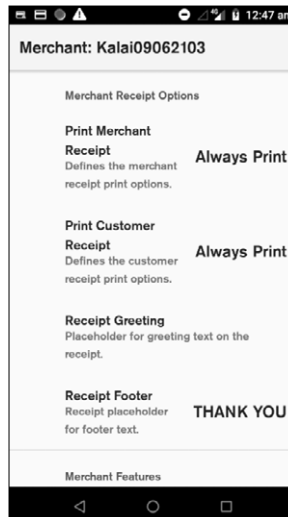 4G 12:47 am
Merchant: Kalai09062103
Merchant Receipt Options
Print Merchant
Receipt
Always Print
Defines the merchant
receipt print options.
Print Customer
Receipt
Always Print
Defines the customer
receipt print options.
Receipt Greeting
Placeholder for greeting text on the
receipt.
Receipt Footer
Receipt placeholder
THANK YOU
for footer text.
Merchant Features